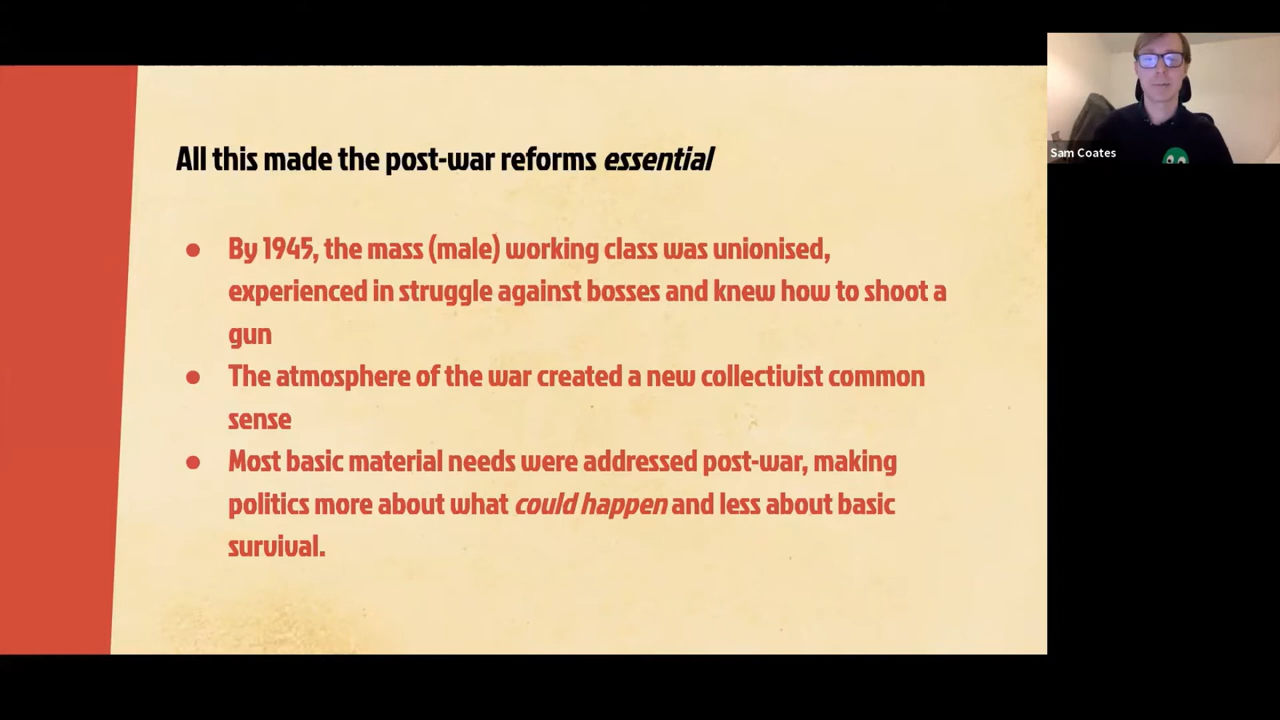 All this made the post-war reforms essential
● By 1945, the mass (male) working class was unionised,
experienced in struggle against bosses and knew how to shoot a
gun
● The atmosphere of the war created a new collectivist common
sense
● Most basic material needs were addressed post-war, making
politics more about what could happen and less about basic
survival.
Sam Coates